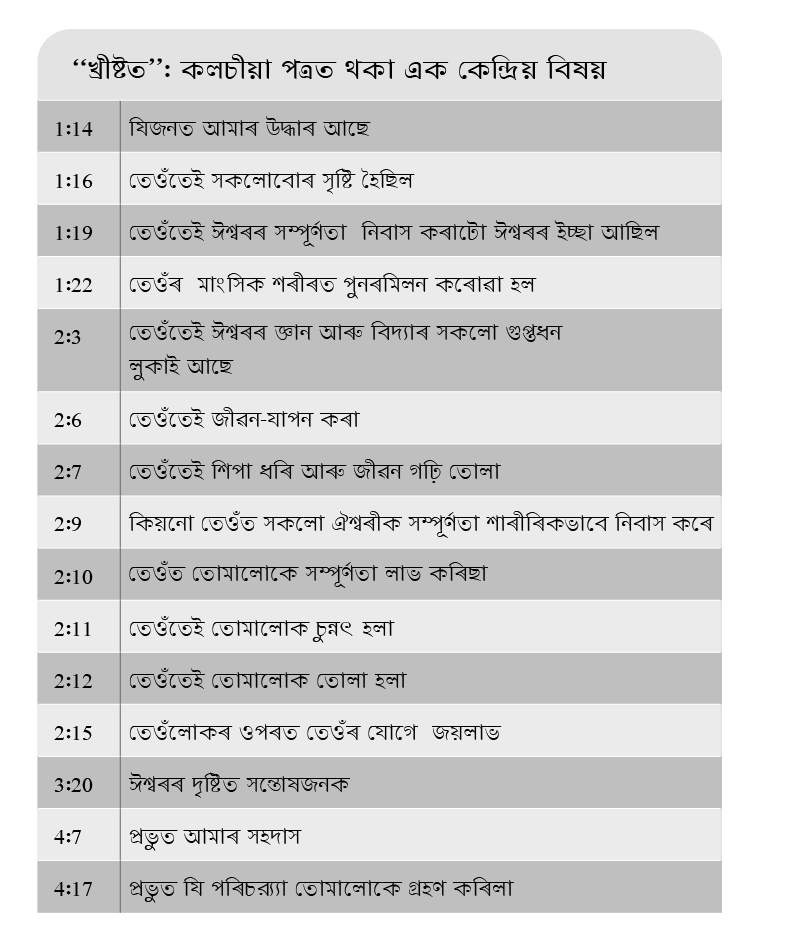 “খ্ৰীষ্টত”: কলচীয়া পত্ৰত থকা এক কেন্দ্ৰিয় বিষয়
1:14 যিজনত আমাৰ উদ্ধাৰ আছে
1:16 তেওঁতেই সকলোবোৰ সৃষ্টি হৈছিল
1:19 তেওঁতেই ঈশ্বৰৰ সম্পূৰ্ণতা নিবাস কৰাটো ঈশ্বৰৰ ইচ্ছা আছিল
1:22 তেওঁৰ মাংসিক শৰীৰত পুনৰমিলন কৰোৱা হল
2:3 তেওঁতেই ঈশ্বৰৰ জ্ঞান আৰু বিদ্যাৰ সকলো গুপ্তধন
লুকাই আছে
2:6 তেওঁতেই জীৱন-যাপন কৰা
2:7 তেওঁতেই শিপা ধৰি আৰু জীৱন গঢ়ি তোলা
2:9 কিয়নো তেওঁত সকলো ঐশ্বৰীক সম্পূৰ্ণতা শাৰীৰিকভাবে নিবাস কৰে
2:10 তেওঁত তোমালোকে সম্পূৰ্ণতা লাভ কৰিছা
2:11 তেওঁতেই তোমালোক চুন্নৎ হলা
2:12 তেওঁতেই তোমালোক তোলা হলা
2:15 তেওঁলোকৰ ওপৰত তেওঁৰ যোগে জয়লাভ
3:20 ঈশ্বৰৰ দৃষ্টিত সন্তোষজনক
4:7 প্ৰভুত আমাৰ সহদাস
4:17 প্ৰভুত যি পৰিচৰ‍্য্যা তোমালোকে গ্ৰহণ কৰিলা